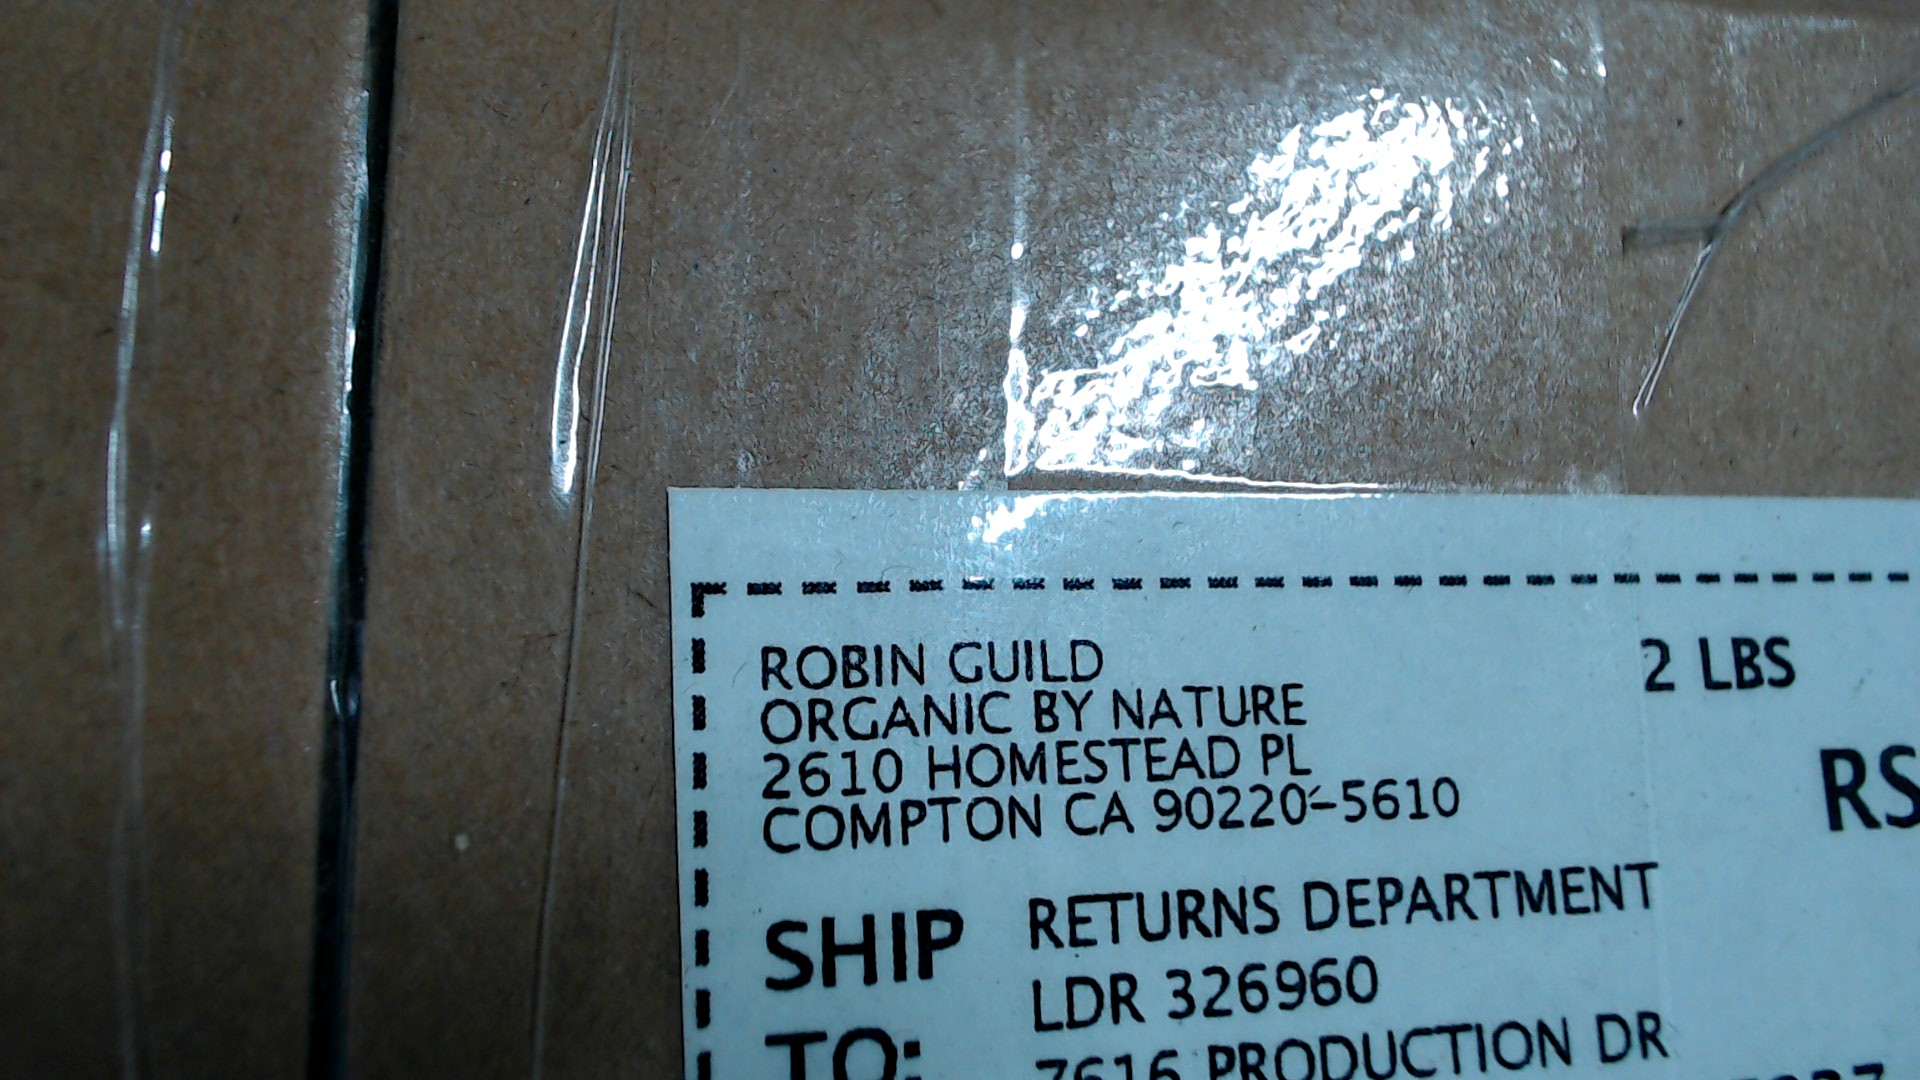 ROBIN GUILD
ORGANIC BY NATURE
2610 HOMESTEAD PL
COMPTON CA 90220-5610
2 LBS
RS
SHIP
TO:
RETURNS DEPARTMENT
LDR 326960
7616 PRODUCTION DR